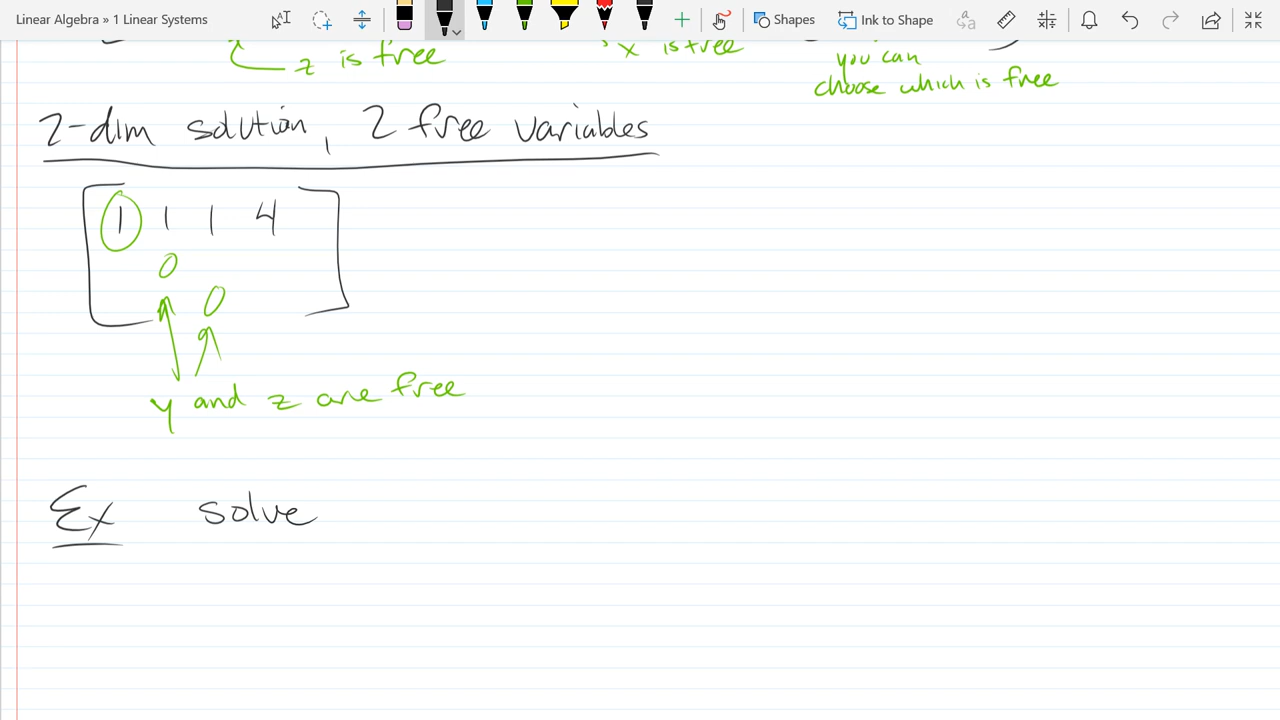 Linear Algebra » 1 Linear Systems
Shapes
Ink to Shape
z is free
x is free
you can
choose which is free
2-dim solution, 2 free variables
1 1 1 4
0
0
y and z are free
Ex solve